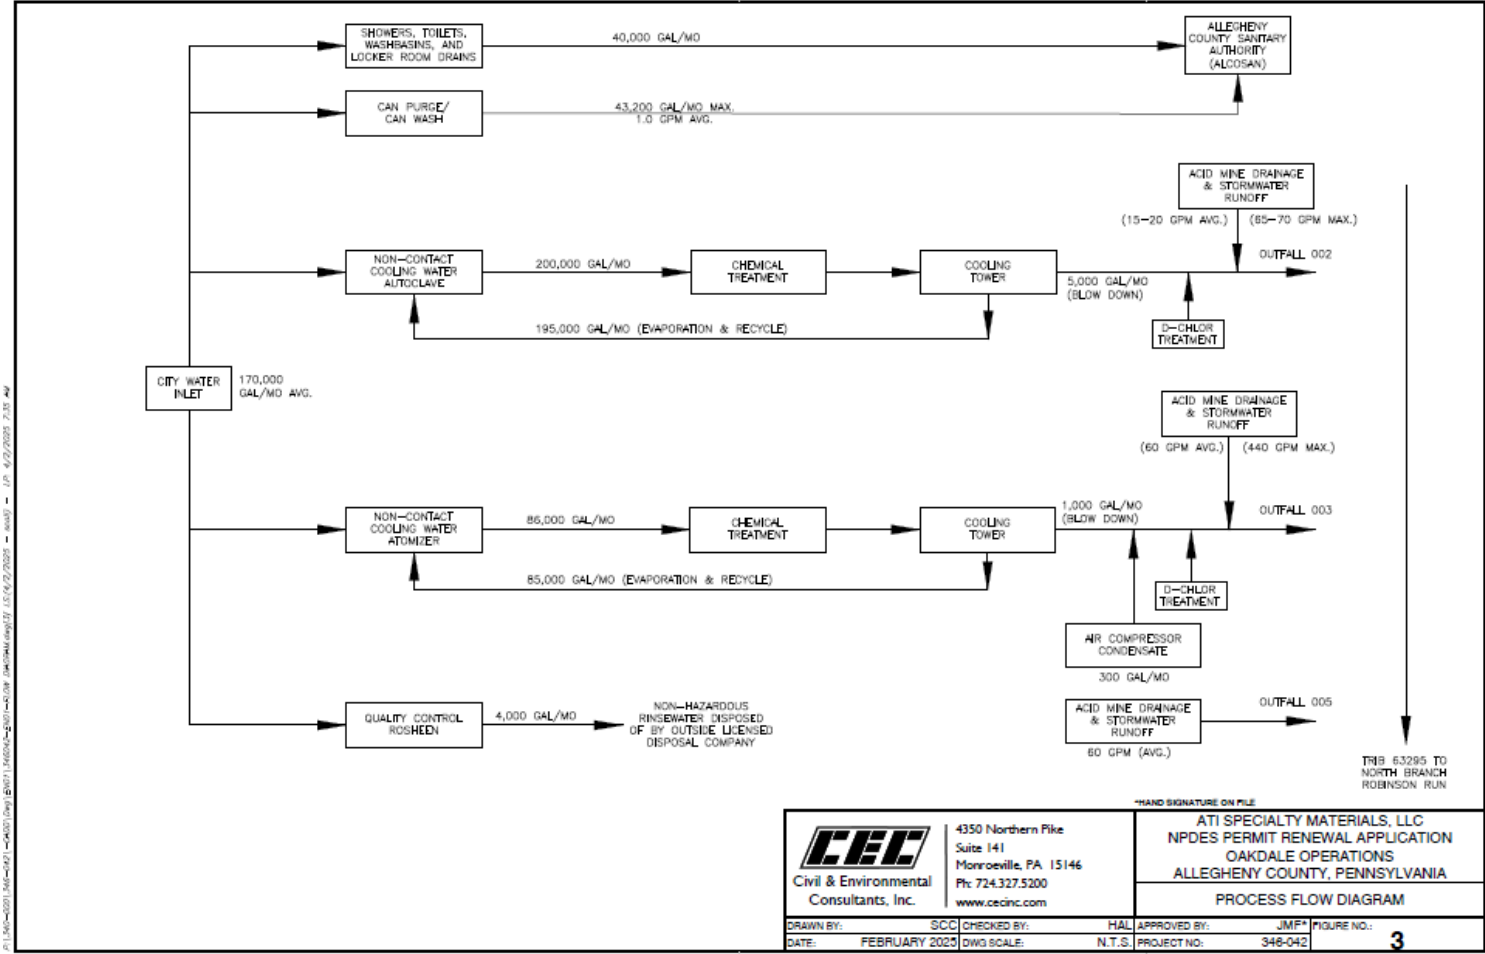 SHOWERS, TOILETS,
WASHBASINS, AND
LOCKER ROOM DRAINS
40,000 GAL/MO
ALLEGHENY
COUNTY SANITARY
AUTHORITY
(ALCOSAN)
CAN PURGE/
CAN WASH
43,200 GAL/MO MAX.
1.0 GPM AVG.
ACID MINE DRAINAGE
& STORMWATER
RUNOFF
(15-20 GPM AVG.)
(65-70 GPM MAX.)
NON-CONTACT
COOLING WATER
AUTOCLAVE
200,000 GAL/MO
CHEMICAL
TREATMENT
COOLING
TOWER
5,000 GAL/MO
(BLOW DOWN)
OUTFALL 002
195,000 GAL/MO (EVAPORATION & RECYCLE)
D-CHLOR
TREATMENT
CITY WATER
INLET
170,000
GAL/MO AVG.
ACID MINE DRAINAGE
& STORMWATER
RUNOFF
(60 GPM AVG.)
(440 GPM MAX.)
NON-CONTACT
COOLING WATER
ATOMIZER
86,000 GAL/MO
CHEMICAL
TREATMENT
COOLING
TOWER
1,000 GAL/MO
(BLOW DOWN)
OUTFALL 003
85,000 GAL/MO (EVAPORATION & RECYCLE)
D-CHLOR
TREATMENT
AIR COMPRESSOR
CONDENSATE
300 GAL/MO
QUALITY CONTROL
ROSHEEN
4,000 GAL/MO
NON-HAZARDOUS
RINSEWATER DISPOSED
OF BY OUTSIDE LICENSED
DISPOSAL COMPANY
ACID MINE DRAINAGE
& STORMWATER
RUNOFF
60 GPM (AVG.)
OUTFALL 005
TRIB 63295 TO
NORTH BRANCH
ROBINSON RUN
*HAND SIGNATURE ON FILE
CEC
Civil & Environmental
Consultants, Inc.
4350 Northern Pike
Suite 141
Monroeville, PA 15146
Ph: 724.327.5200
www.cecinc.com
ATI SPECIALTY MATERIALS, LLC
NPDES PERMIT RENEWAL APPLICATION
OAKDALE OPERATIONS
ALLEGHENY COUNTY, PENNSYLVANIA
PROCESS FLOW DIAGRAM
DRAWN BY: SCC CHECKED BY: HAL APPROVED BY: JMF* FIGURE NO.:
DATE: FEBRUARY 2025 DWG SCALE: N.T.S. PROJECT NO: 346-042
3